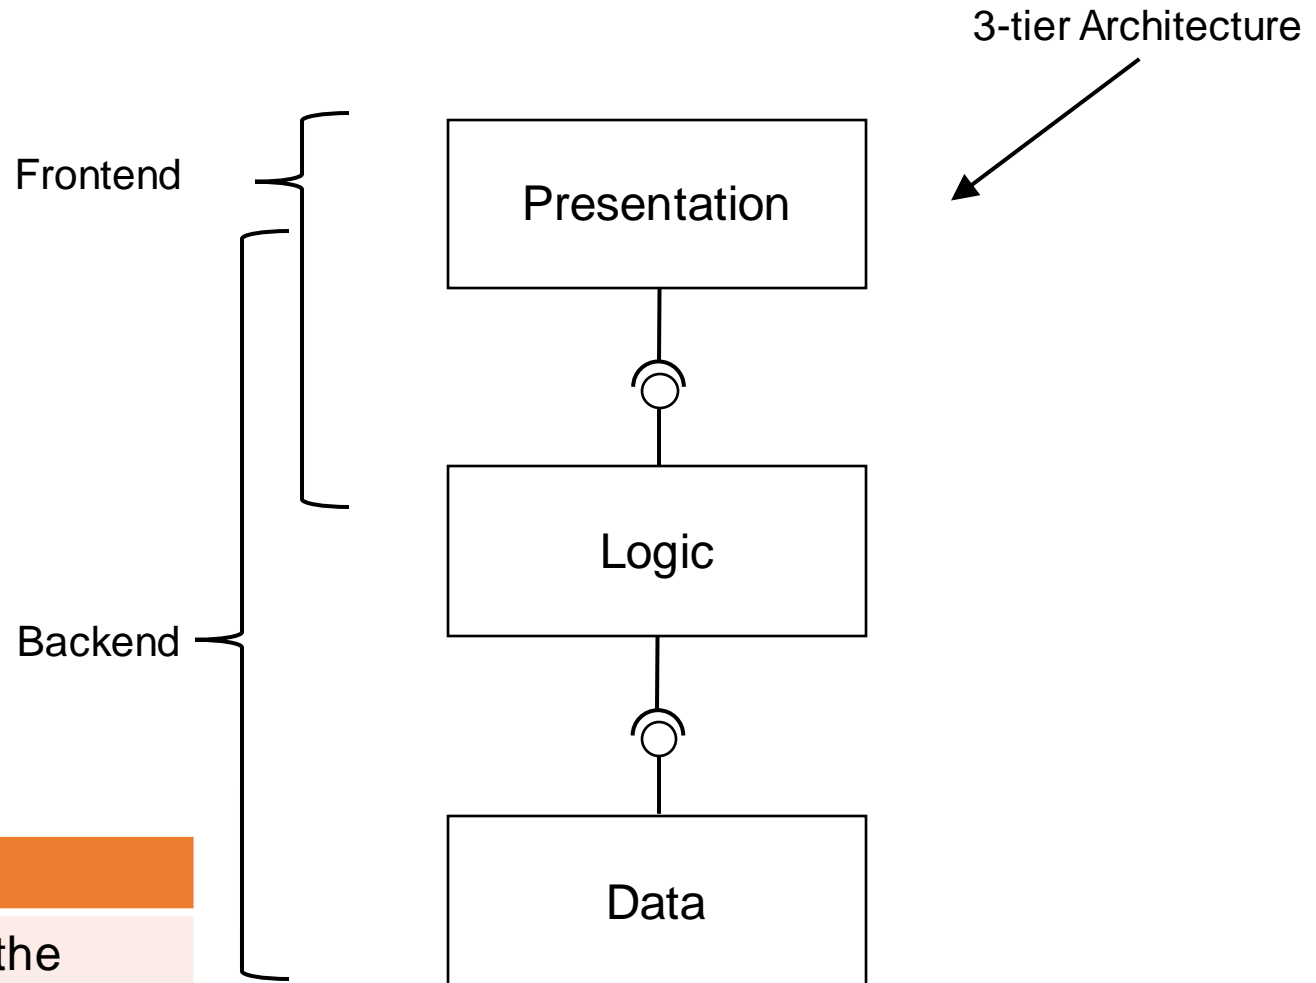 3-tier Architecture
Frontend
Presentation
Logic
Backend
Data
the